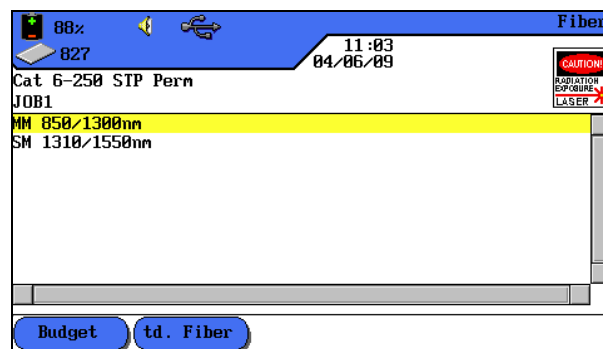 88%
Fiber
827
11:03
04/06/09
CAUTION!
RADIATION
EXPOSURE
LASER
Cat 6-250 STP Perm
JOB1
MM 850/1300nm
SM 1310/1550nm
Budget
td. Fiber